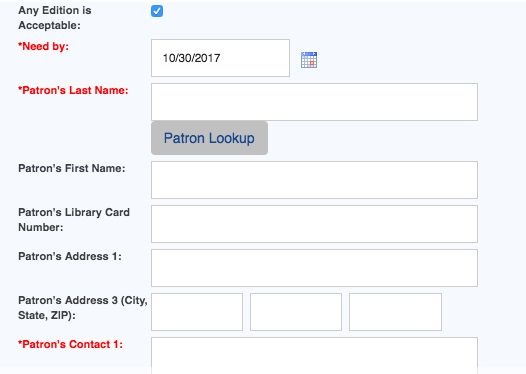 Any Edition is
Acceptable:
*Need by:
10/30/2017
*Patron's Last Name:
Patron Lookup
Patron's First Name:
Patron's Library Card
Number:
Patron's Address 1:
Patron's Address 3 (City,
State, ZIP):
*Patron's Contact 1: